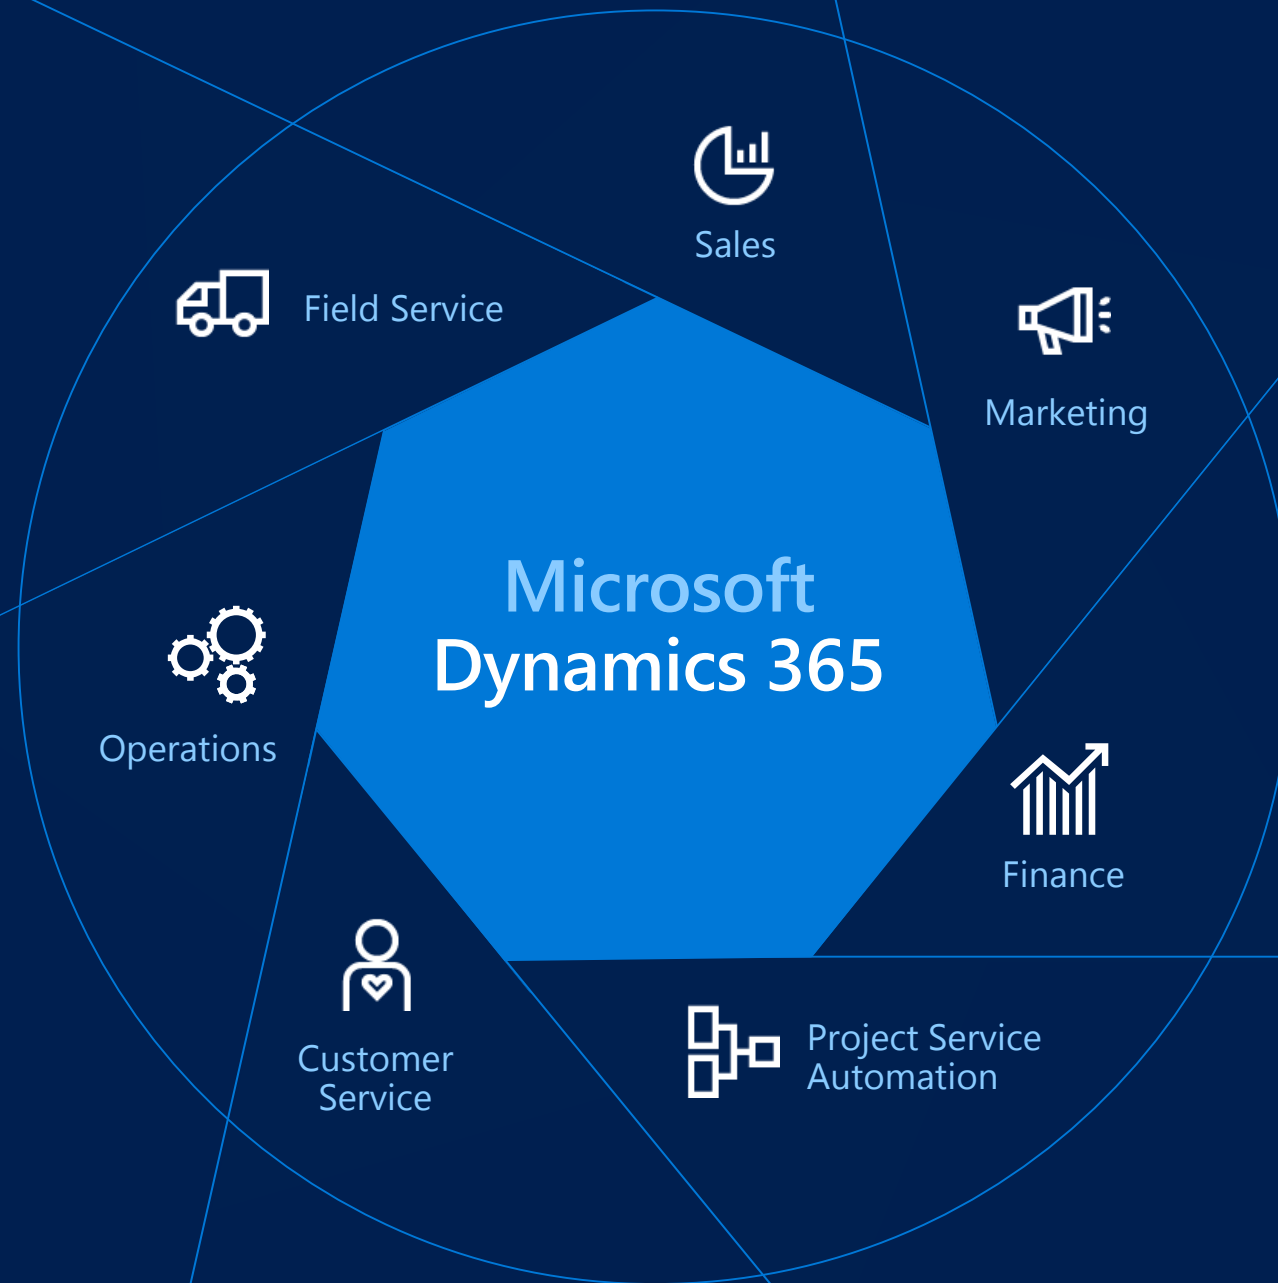 Sales
Field Service
Marketing
Microsoft
Dynamics 365
Operations
Finance
Customer
Service
Project Service
Automation